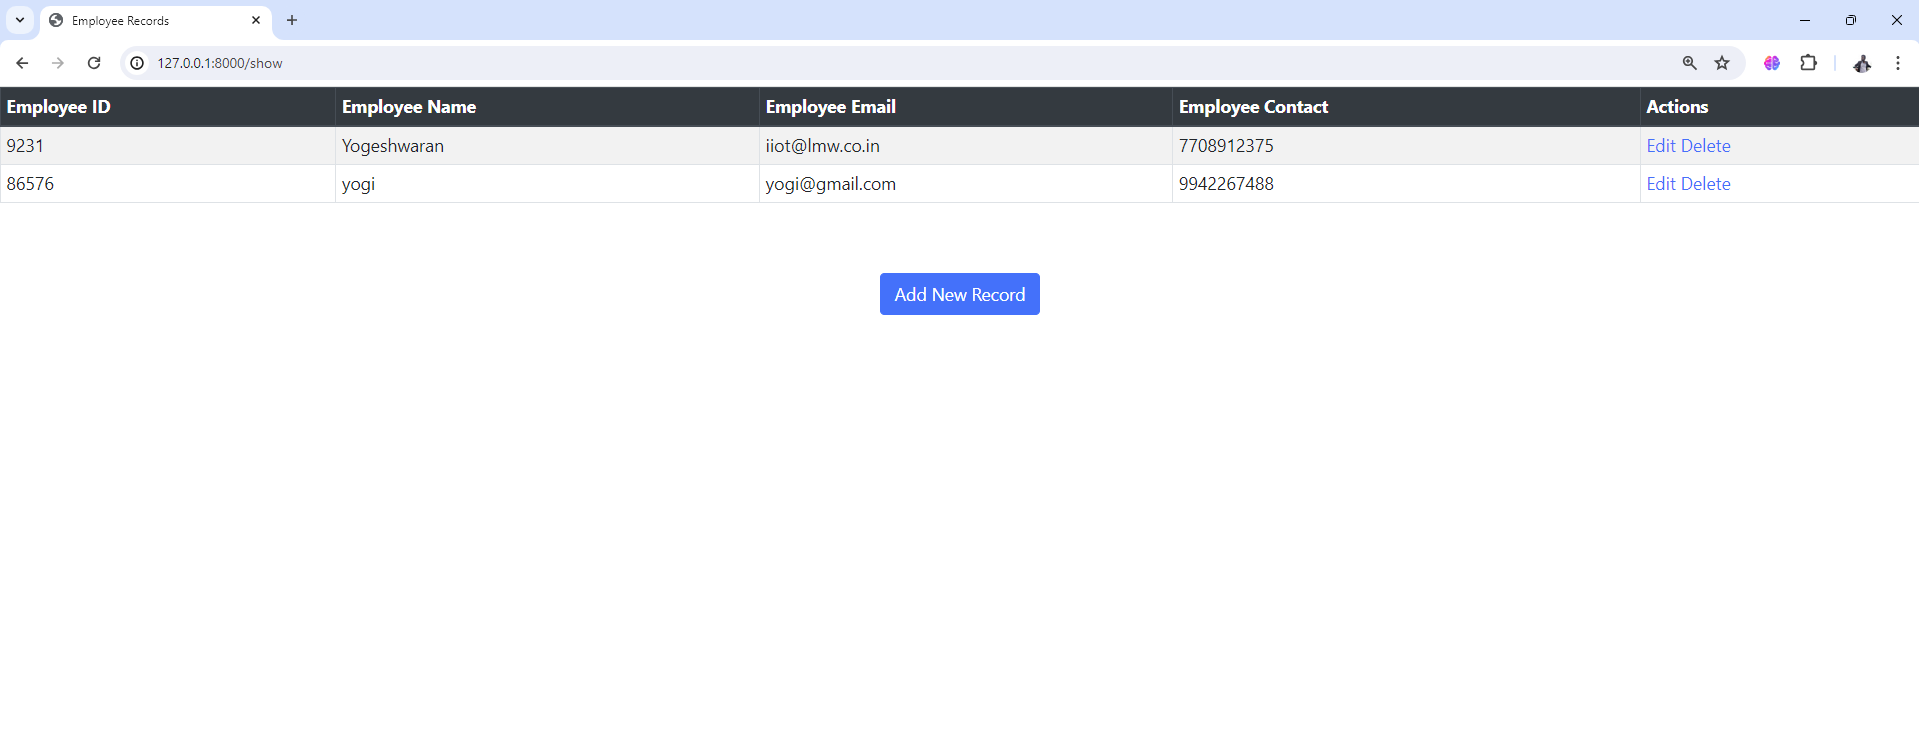 Employee Records
127.0.0.1:8000/show
Employee ID Employee Name Employee Email Employee Contact Actions
9231 Yogeshwaran iiot@lmw.co.in 7708912375 Edit Delete
86576 yogi yogi@gmail.com 9942267488 Edit Delete
Add New Record